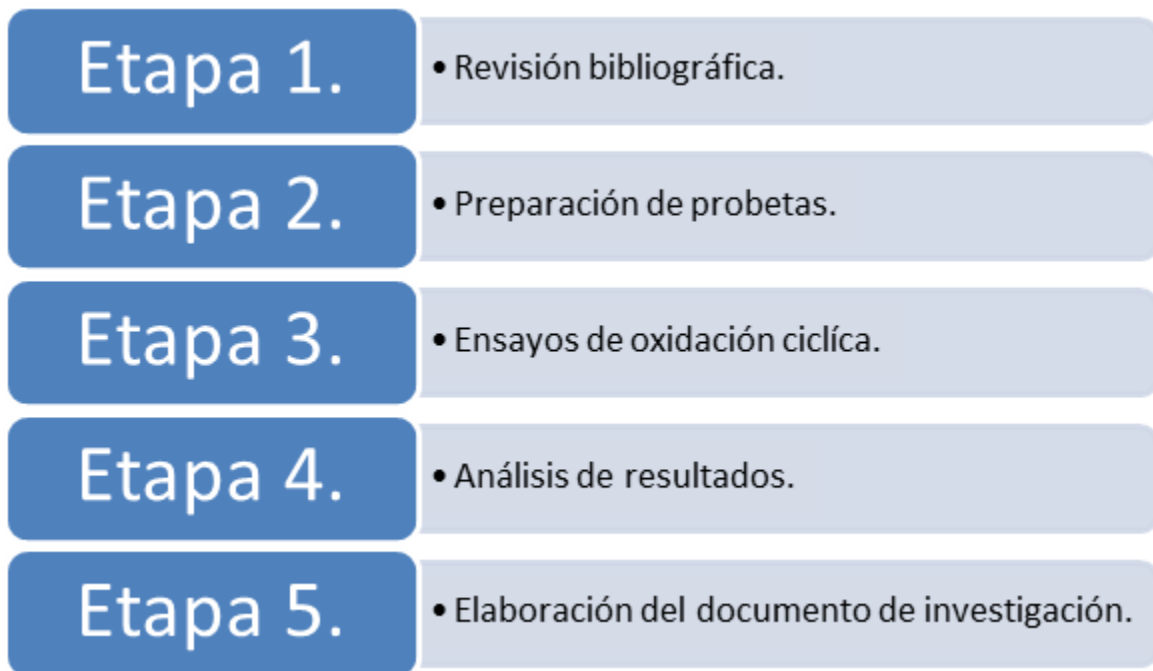 Etapa 1.
• Revisión bibliográfica.
Etapa 2.
• Preparación de probetas.
Etapa 3.
• Ensayos de oxidación ciclíca.
Etapa 4.
• Análisis de resultados.
Etapa 5.
• Elaboración del documento de investigación.